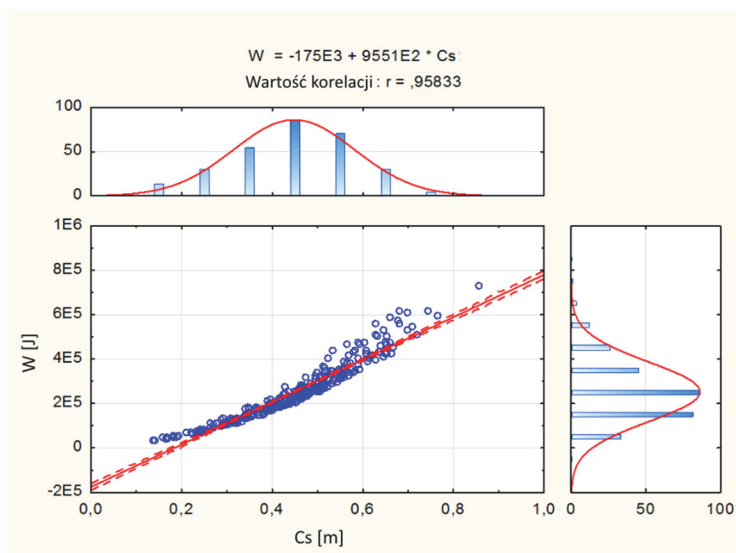 W = -175E3 + 9551E2 * Cs
Wartość korelacji : r = ,95833
100
50
0
1E6
8E5
6E5
4E5
2E5
0
-2E5
W [J]
0,0 0,2 0,4 0,6 0,8 1,0
Cs [m]
0 50 100